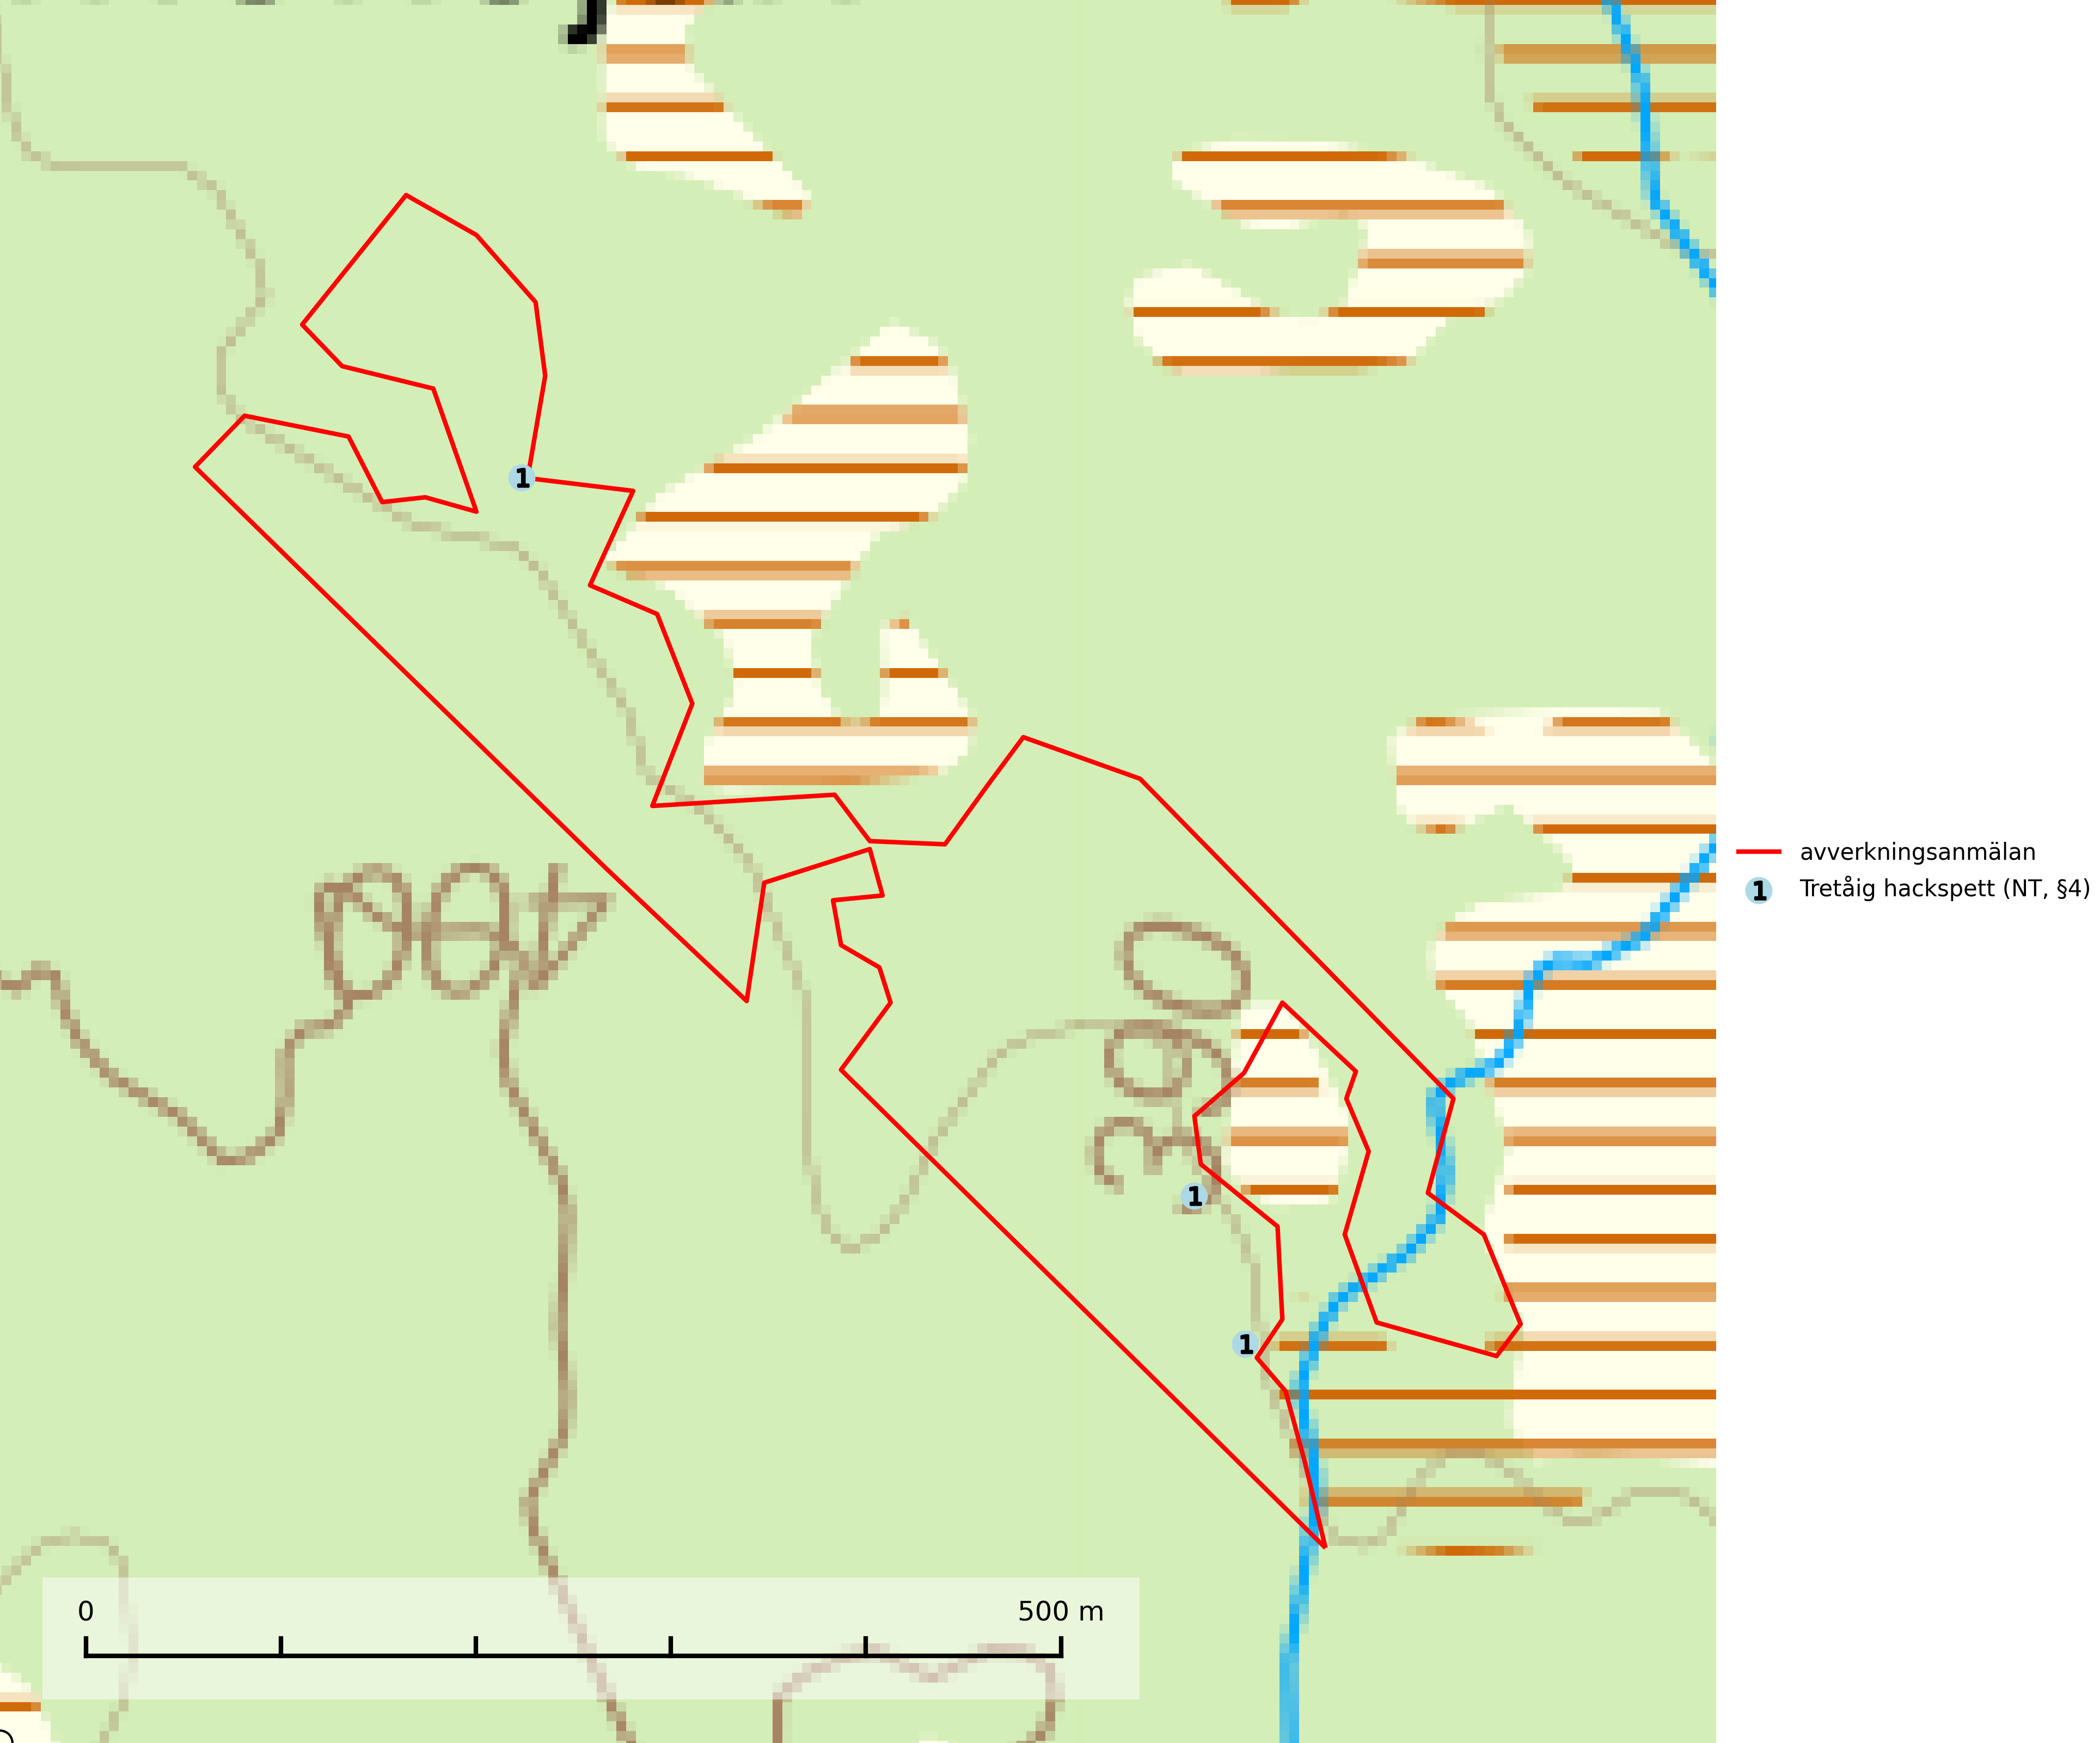 1
400
390
1
1
0 500 m
avverkningsanmälan
1 Tretåig hackspett (NT, §4)